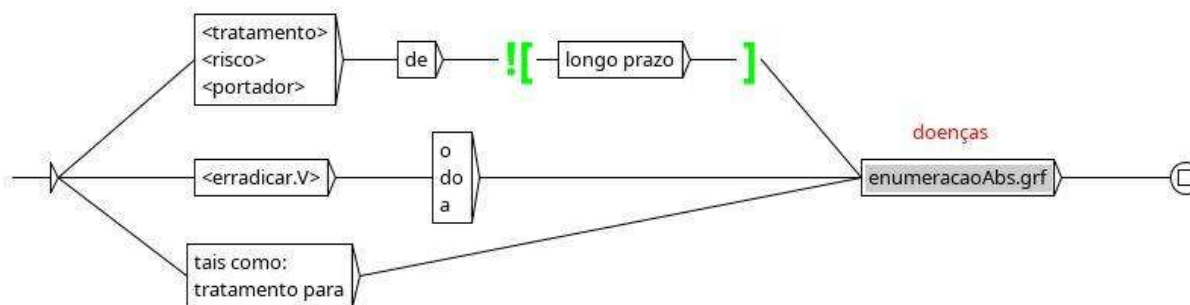 <tratamento>
<risco>
<portador>
de
![
longo prazo
]
doenças
<erradicar.V>
o
do
a
enumeracaoAbs.grf
tais como:
tratamento para